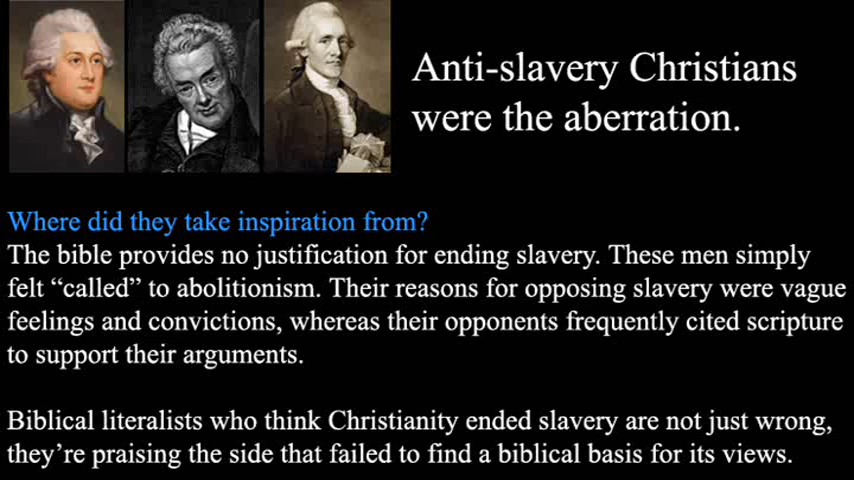 Anti-slavery Christians
were the aberration.
Where did they take inspiration from?
The bible provides no justification for ending slavery. These men simply
felt “called” to abolitionism. Their reasons for opposing slavery were vague
feelings and convictions, whereas their opponents frequently cited scripture
to support their arguments.
Biblical literalists who think Christianity ended slavery are not just wrong,
they’re praising the side that failed to find a biblical basis for its views.